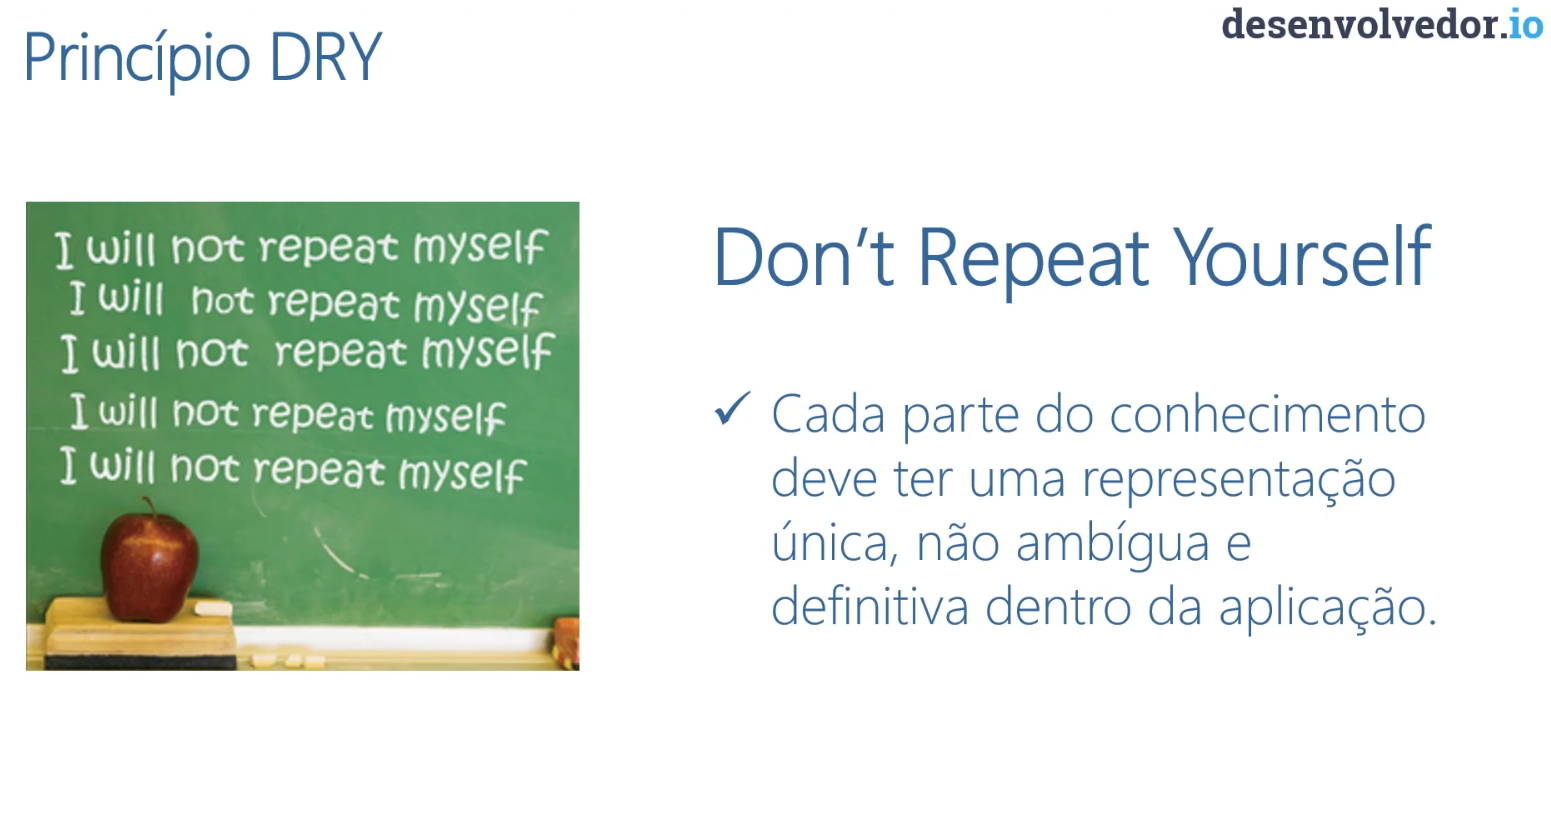 desenvolvedor.io
Princípio DRY
I will not repeat myself
I will not repeat myself
I will not repeat myself
I will not repeat myself
I will not repeat myself
Don't Repeat Yourself
✓ Cada parte do conhecimento
deve ter uma representação
única, não ambígua e
definitiva dentro da aplicação.